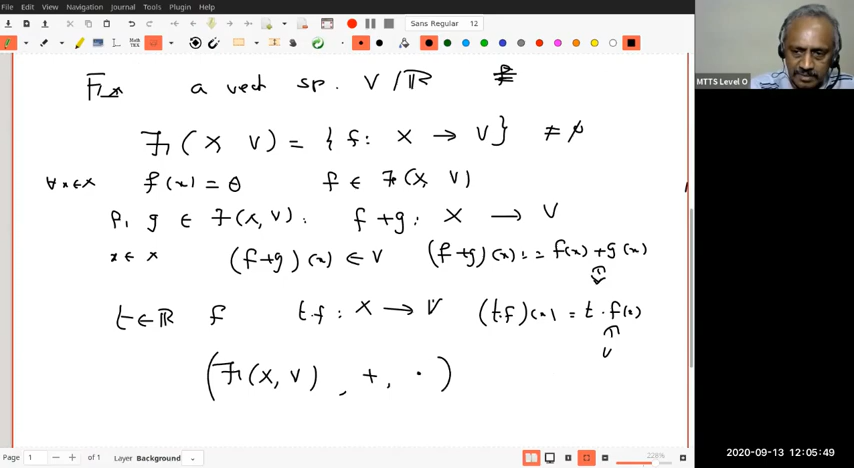 File Edit View Journal Tools Plugin Help
Sans Regular 12
Fix a vect sp. V/ℝ
F(X, V) = {f: X → V} ≠ ∅
∀x∈X f(x) = θ f ∈ F(X, V)
f, g ∈ F(X, V): f+g: X → V
x∈X (f+g)(x) ∈ V (f+g)(x) := f(x)+g(x)
V
t∈ℝ f t.f: X → V (t.f)(x) = t.f(x)
V
(F(X, V), +, ·)
Page 1 of 1 Layer Background 228%
MTTS Level O
2020-09-13 12:05:49